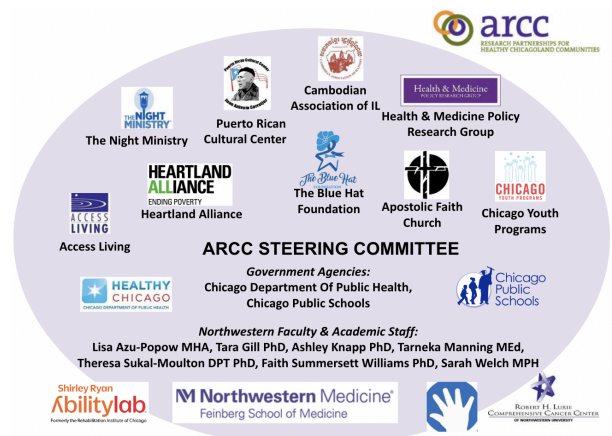 arcc
RESEARCH PARTNERSHIPS FOR
HEALTHY CHICAGOLAND COMMUNITIES
THE NIGHT
MINISTRY
The Night Ministry
Puerto Rican Cultural Center
Puerto Rican
Cultural Center
Cambodian
Association of IL
Health & Medicine
POLICY RESEARCH GROUP
Health & Medicine Policy
Research Group
HEARTLAND
ALLIANCE
ENDING POVERTY
Heartland Alliance
The Blue Hat
FOUNDATION
The Blue Hat
Foundation
Apostolic Faith
Church
CHICAGO
YOUTH PROGRAMS
Chicago Youth
Programs
ACCESS
LIVING
Access Living
ARCC STEERING COMMITTEE
HEALTHY
CHICAGO
CHICAGO DEPARTMENT OF PUBLIC HEALTH
Government Agencies:
Chicago Department Of Public Health,
Chicago Public Schools
Chicago
Public
Schools
Northwestern Faculty & Academic Staff:
Lisa Azu-Popow MHA, Tara Gill PhD, Ashley Knapp PhD, Tarneka Manning MEd,
Theresa Sukal-Moulton DPT PhD, Faith Summersett Williams PhD, Sarah Welch MPH
Shirley Ryan
Abilitylab
Formerly the Rehabilitation Institute of Chicago
M Northwestern Medicine®
Feinberg School of Medicine
ROBERT H. LURIE
COMPREHENSIVE CANCER CENTER
OF NORTHWESTERN UNIVERSITY